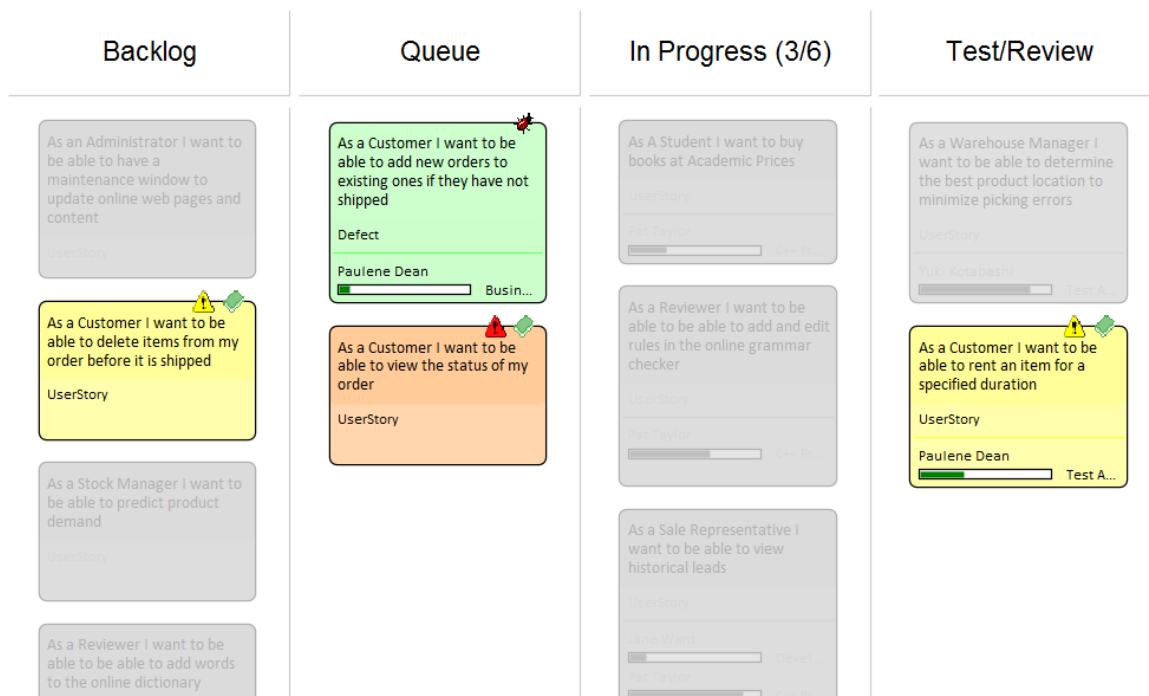 Backlog
Queue
In Progress (3/6)
Test/Review
As an Administrator I want to
be able to have a
maintenance window to
update online web pages and
content
UserStory
As a Customer I want to be
able to delete items from my
order before it is shipped
UserStory
As a Stock Manager I want to
be able to predict product
demand
UserStory
As a Reviewer I want to be
able to be able to add words
to the online dictionary
As a Customer I want to be
able to add new orders to
existing ones if they have not
shipped
Defect
Paulene Dean
Busin...
As a Customer I want to be
able to view the status of my
order
UserStory
As A Student I want to buy
books at Academic Prices
UserStory
Pat Taylor
C++ Pr...
As a Reviewer I want to be
able to be able to add and edit
rules in the online grammar
checker
UserStory
Pat Taylor
C++ Pr...
As a Sale Representative I
want to be able to view
historical leads
UserStory
Jane Ward
Devel...
Pat Taylor
C++ Pr...
As a Warehouse Manager I
want to be able to determine
the best product location to
minimize picking errors
UserStory
Yuki Kotabashi
Test A...
As a Customer I want to be
able to rent an item for a
specified duration
UserStory
Paulene Dean
Test A...